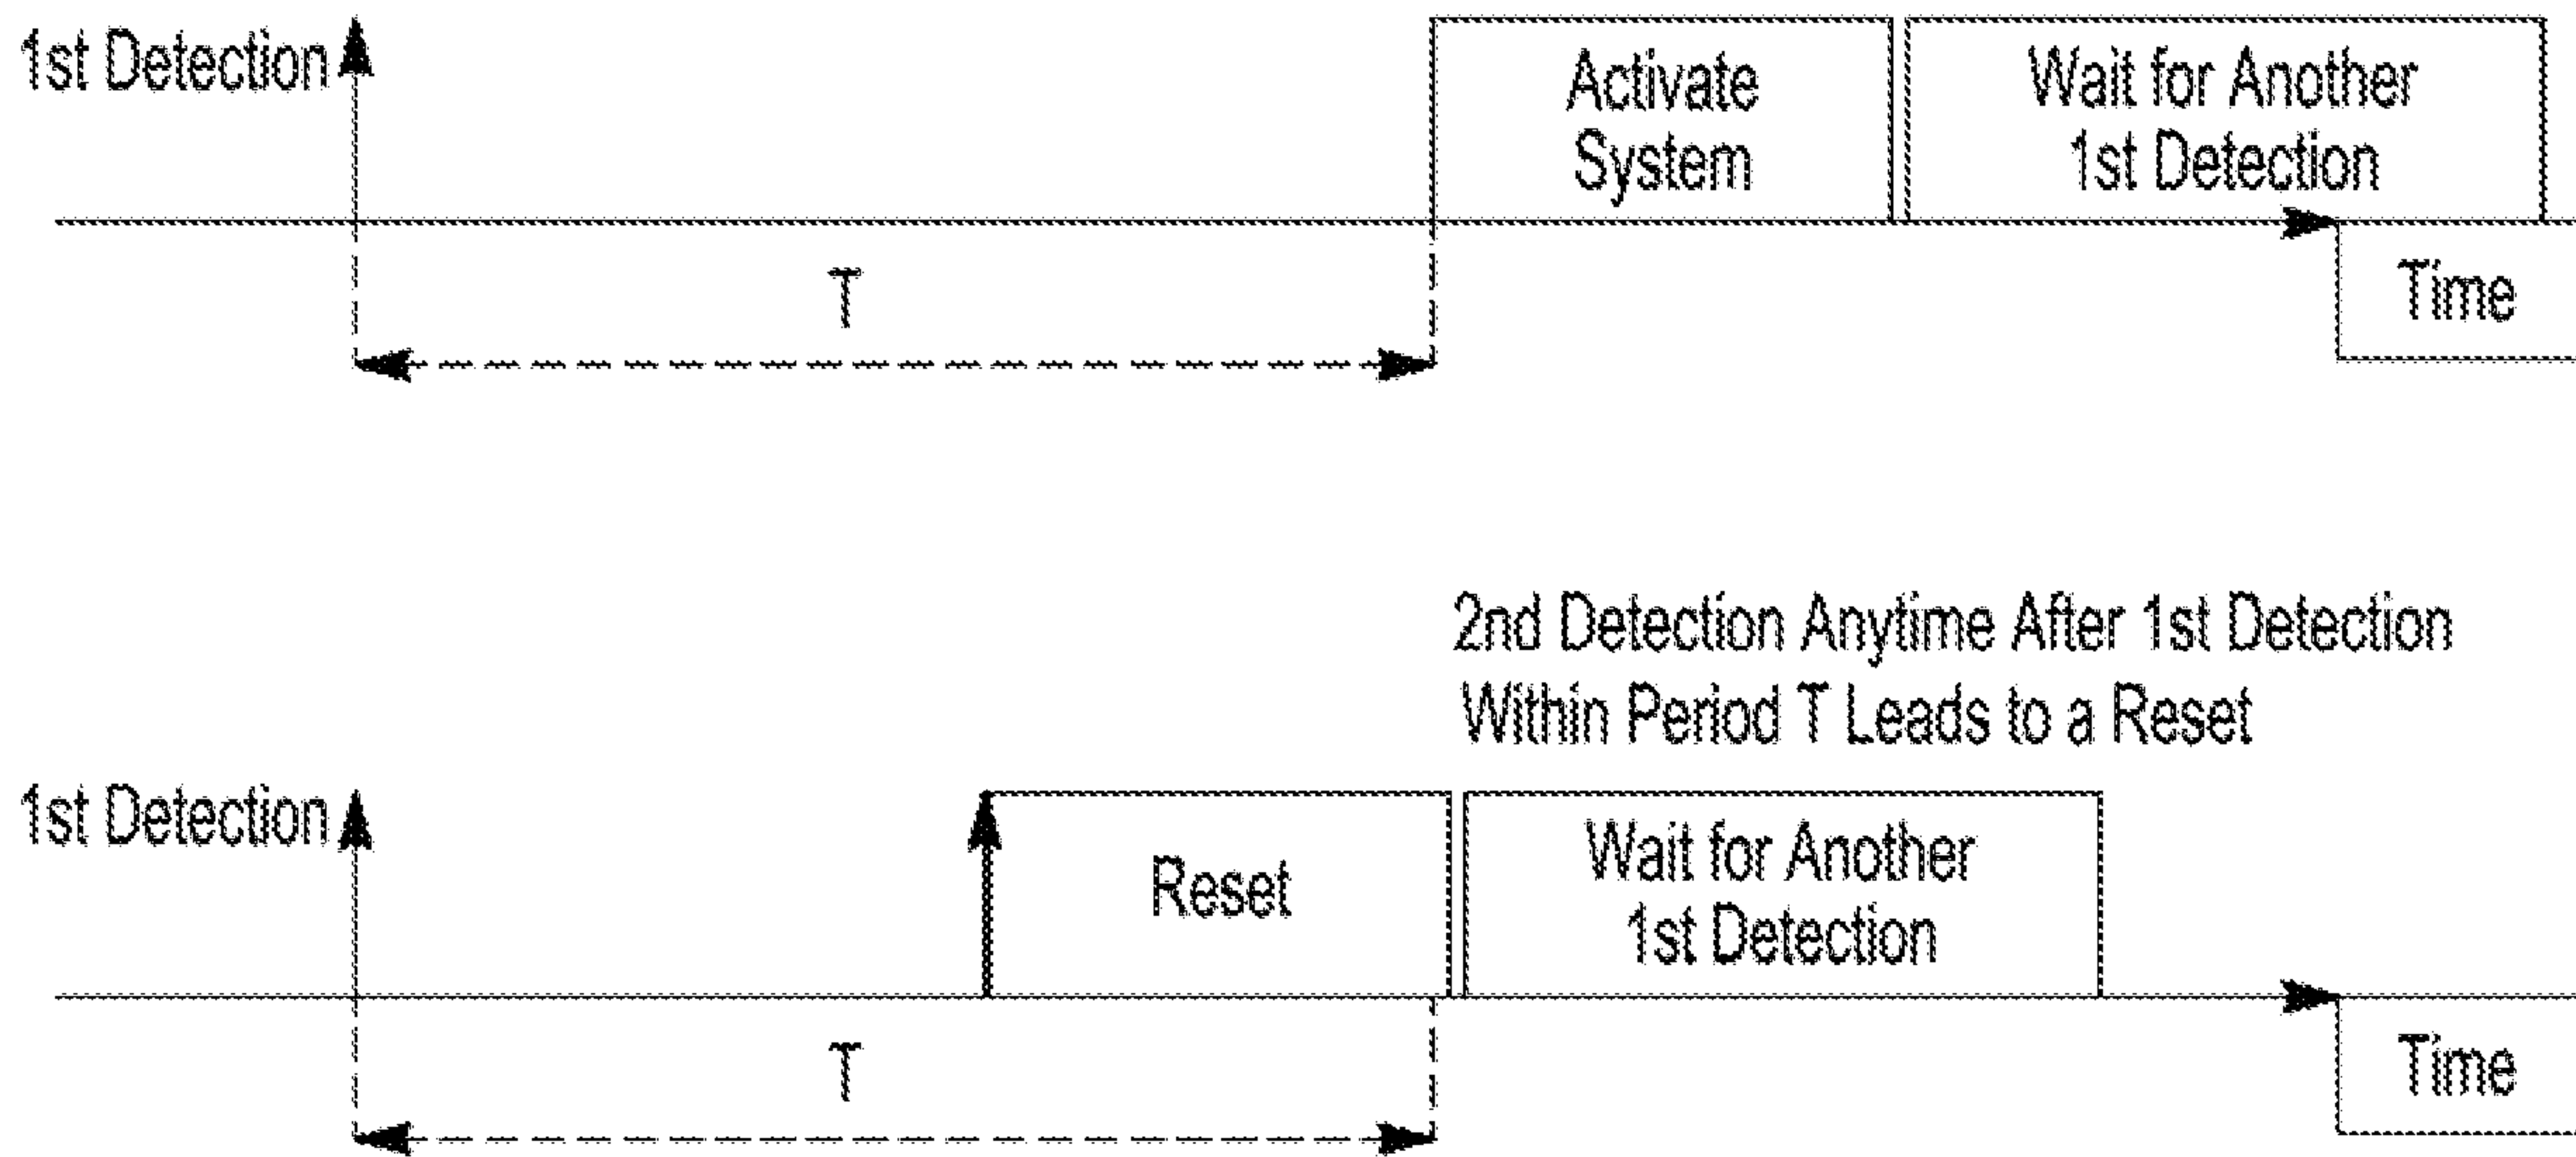 1st Detection
Activate
System
Wait for Another
1st Detection
T
Time
2nd Detection Anytime After 1st Detection
Within Period T Leads to a Reset
1st Detection
Reset
Wait for Another
1st Detection
T
Time